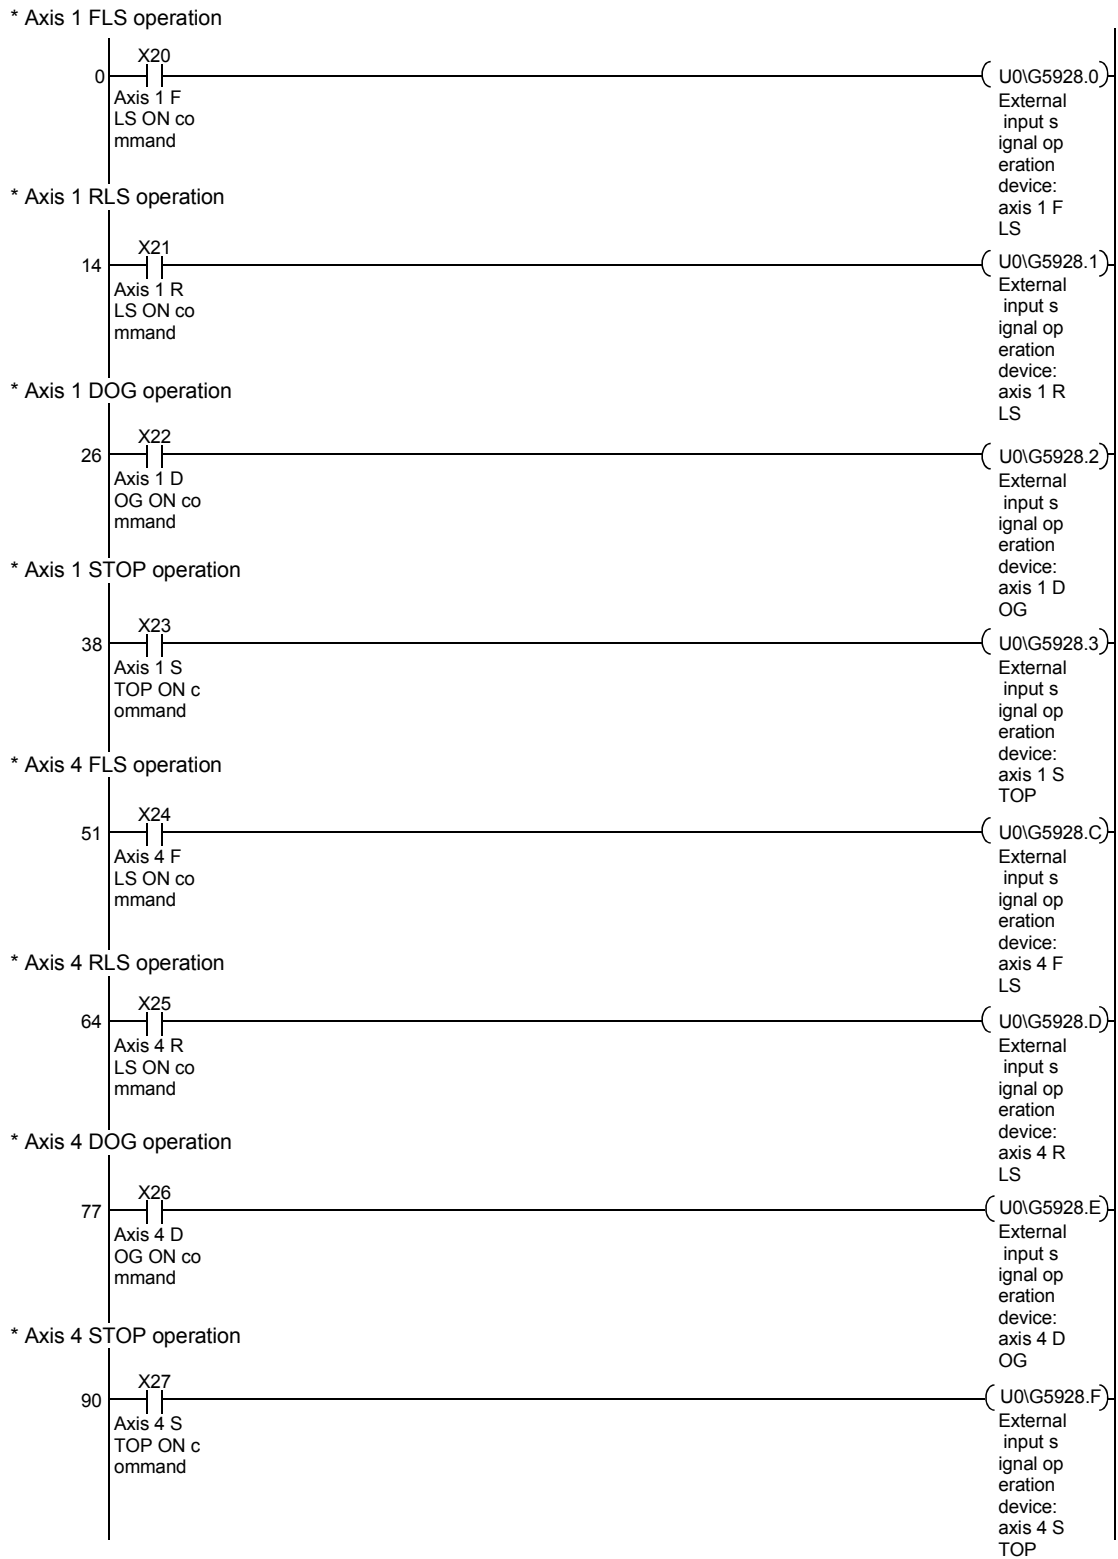 * Axis 1 FLS operation
X20
0
U0\G5928.0
Axis 1 F
LS ON co
mmand
External
input s
ignal op
eration
device:
axis 1 F
LS
* Axis 1 RLS operation
X21
14
U0\G5928.1
Axis 1 R
LS ON co
mmand
External
input s
ignal op
eration
device:
axis 1 R
LS
* Axis 1 DOG operation
X22
26
U0\G5928.2
Axis 1 D
OG ON co
mmand
External
input s
ignal op
eration
device:
axis 1 D
OG
* Axis 1 STOP operation
X23
38
U0\G5928.3
Axis 1 S
TOP ON c
ommand
External
input s
ignal op
eration
device:
axis 1 S
TOP
* Axis 4 FLS operation
X24
51
U0\G5928.C
Axis 4 F
LS ON co
mmand
External
input s
ignal op
eration
device:
axis 4 F
LS
* Axis 4 RLS operation
X25
64
U0\G5928.D
Axis 4 R
LS ON co
mmand
External
input s
ignal op
eration
device:
axis 4 R
LS
* Axis 4 DOG operation
X26
77
U0\G5928.E
Axis 4 D
OG ON co
mmand
External
input s
ignal op
eration
device:
axis 4 D
OG
* Axis 4 STOP operation
X27
90
U0\G5928.F
Axis 4 S
TOP ON c
ommand
External
input s
ignal op
eration
device:
axis 4 S
TOP